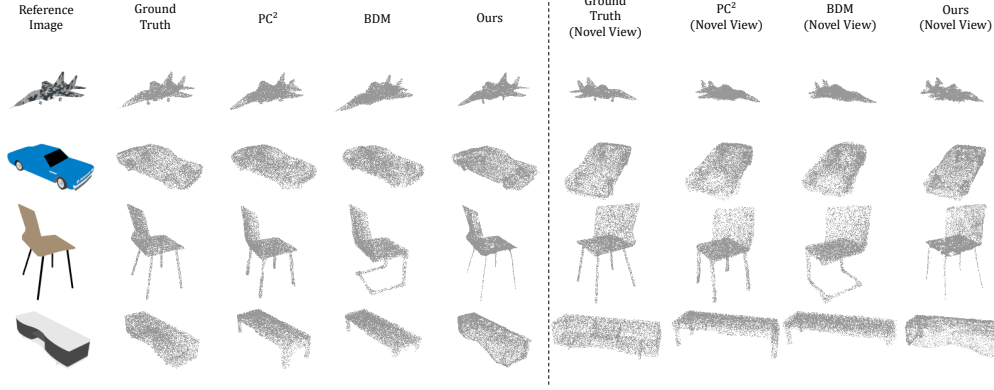 Reference
Image
Ground
Truth
PC²
BDM
Ours
Ground
Truth
(Novel View)
PC²
(Novel View)
BDM
(Novel View)
Ours
(Novel View)